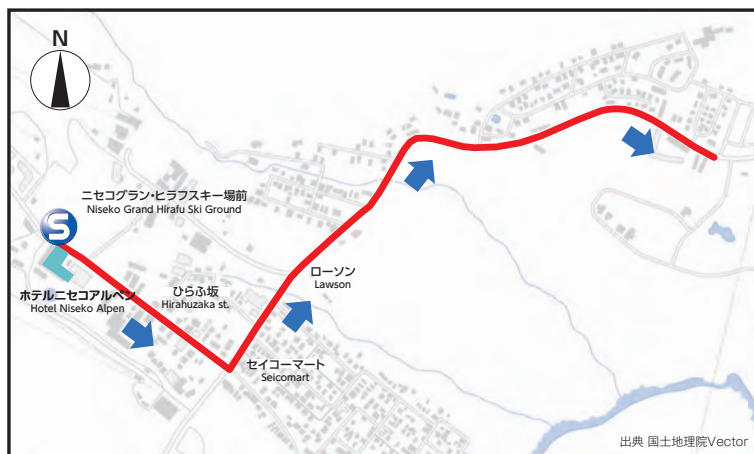 N
ニセコグラン・ヒラフスキー場前
Niseko Grand Hirafu Ski Ground
S
ホテルニセコアルペン
Hotel Niseko Alpen
ひらふ坂
Hirahuzaka st.
ローソン
Lawson
セイコーマート
Seicomart
出典 国土地理院Vector